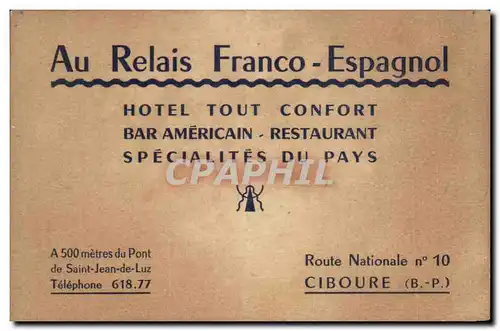 Au Relais Franco-Espagnol
HOTEL TOUT CONFORT
BAR AMÉRICAIN - RESTAURANT
SPÉCIALITÉS DU PAYS
CPAPHIL
A 500 mètres du Pont
de Saint-Jean-de-Luz
Téléphone 618.77
Route Nationale nº 10
CIBOURE (B.-P.)